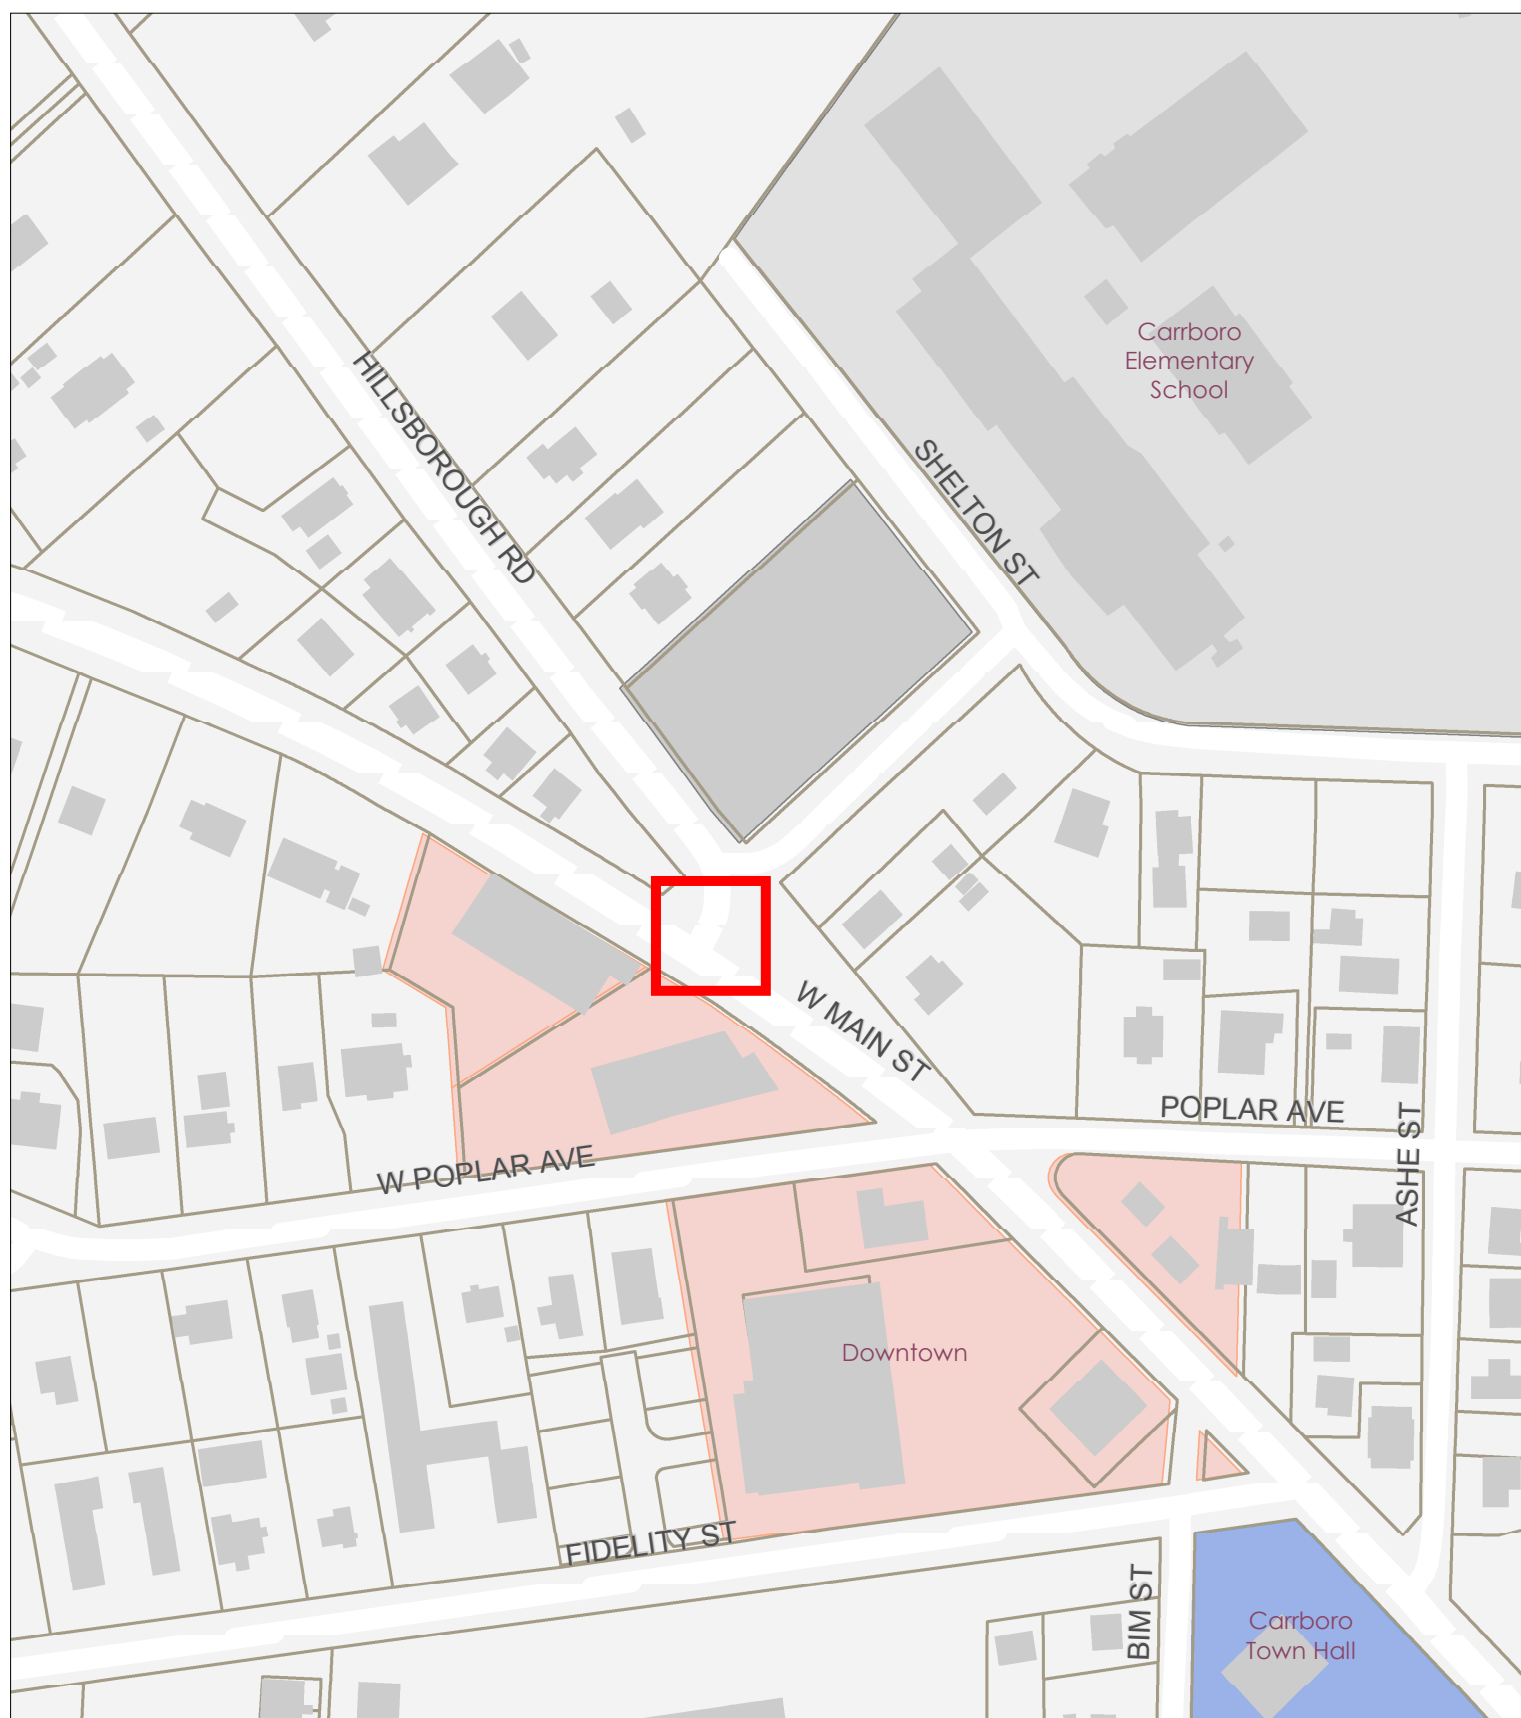 Carrboro
Elementary
School
HILLSBOROUGH RD
SHELTON ST
W MAIN ST
POPLAR AVE
ASHE ST
W POPLAR AVE
Downtown
FIDELITY ST
BIM ST
Carrboro
Town Hall